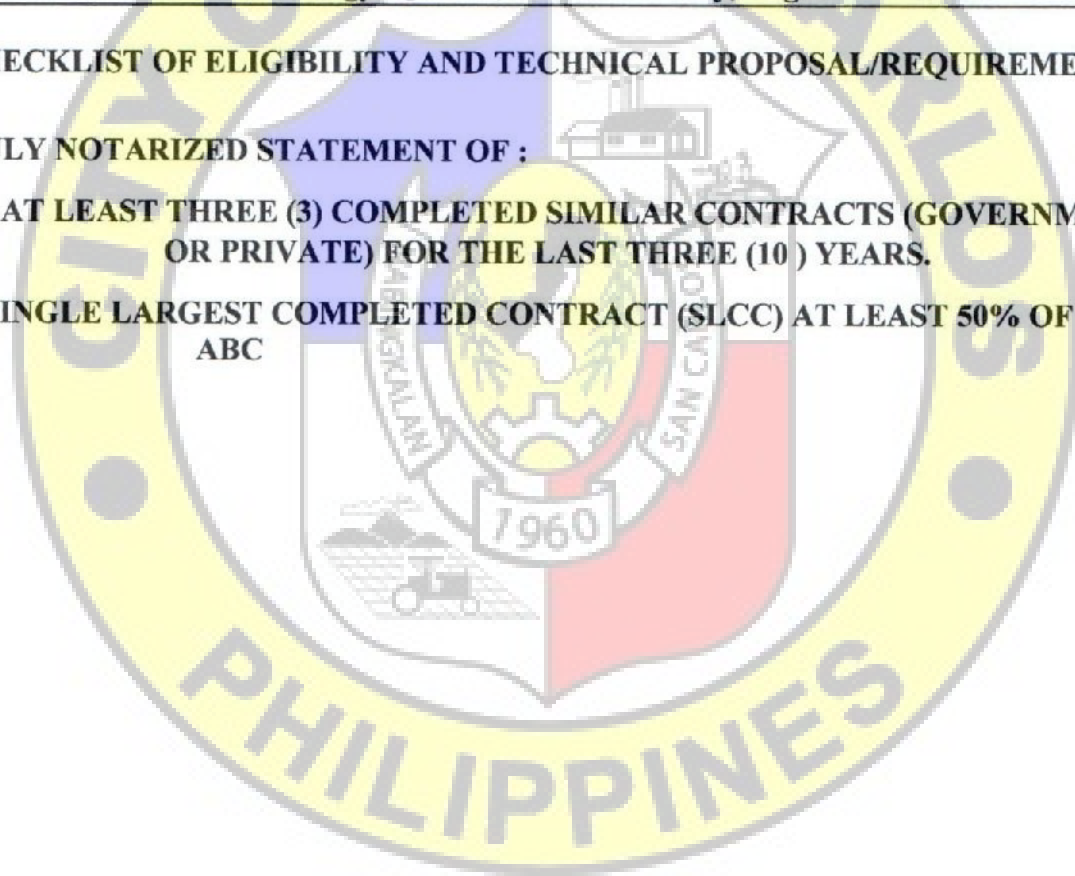 ECKLIST OF ELIGIBILITY AND TECHNICAL PROPOSAL/REQUIREME
LY NOTARIZED STATEMENT OF :
AT LEAST THREE (3) COMPLETED SIMILAR CONTRACTS (GOVERNM
OR PRIVATE) FOR THE LAST THREE (10 ) YEARS.
INGLE LARGEST COMPLETED CONTRACT (SLCC) AT LEAST 50% OF
ABC
CITY
ARLOS
1960
PHILIPPINES